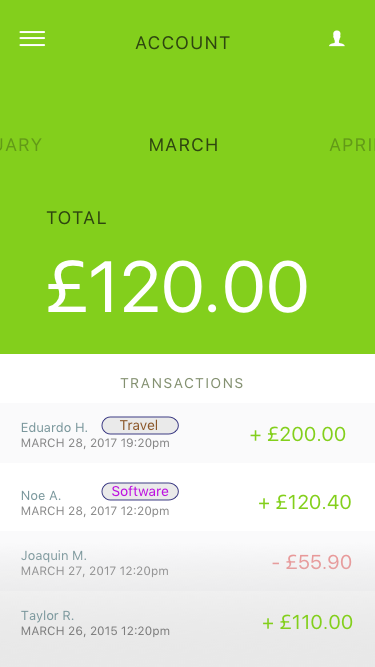 ACCOUNT
UARY MARCH APRI
TOTAL
£120.00
TRANSACTIONS
Eduardo H. Travel
MARCH 28, 2017 19:20pm
+ £200.00
Noe A. Software
MARCH 28, 2017 12:20pm
+ £120.40
Joaquin M.
MARCH 27, 2017 12:20pm
- £55.90
Taylor R.
MARCH 26, 2015 12:20pm
+ £110.00